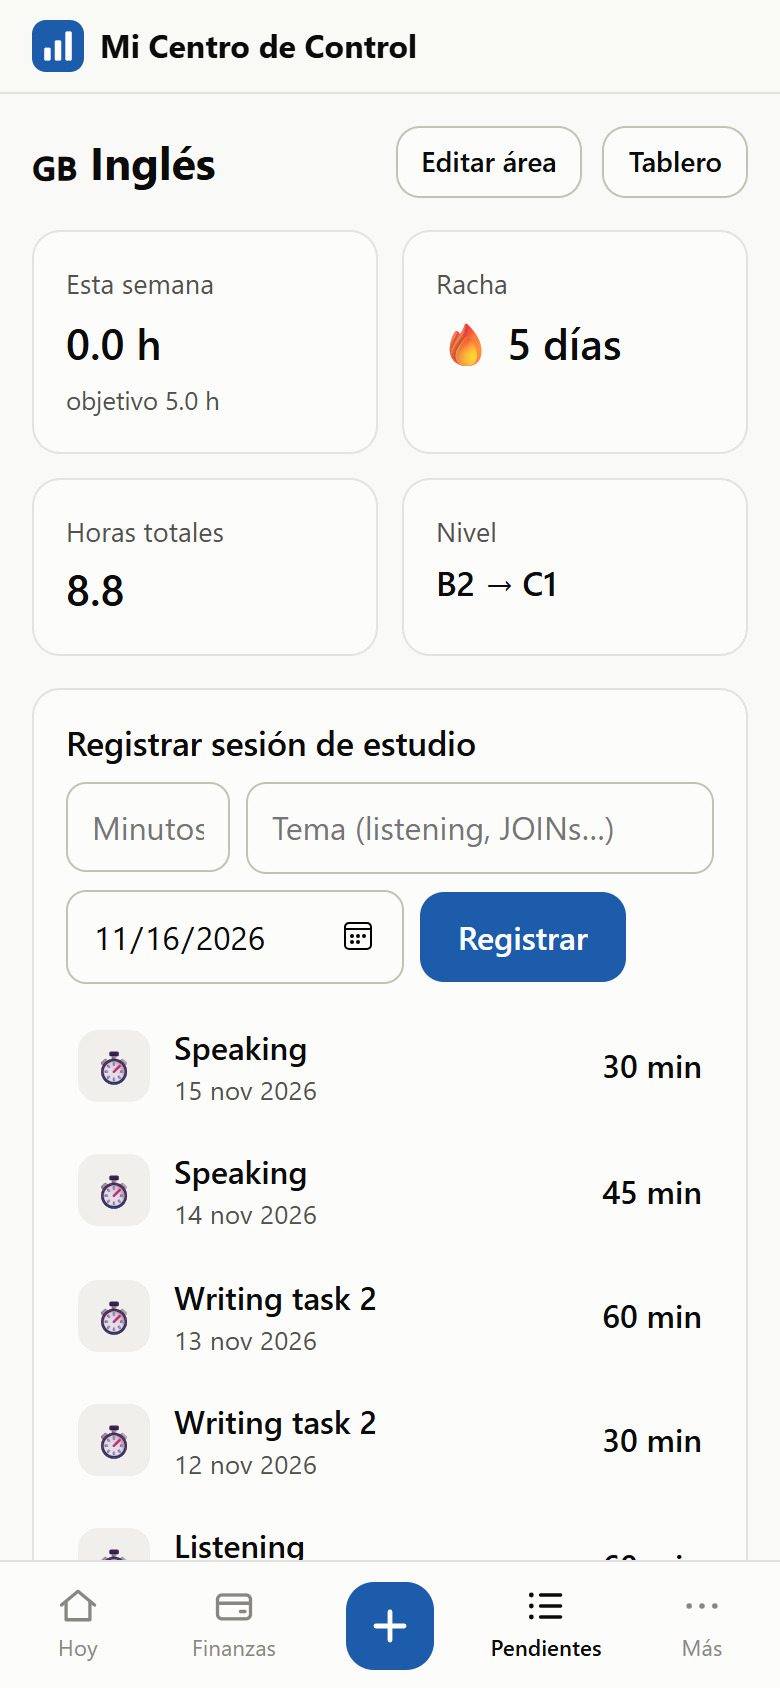 Mi Centro de Control
GB Inglés
Editar área
Tablero
Esta semana
0.0 h
objetivo 5.0 h
Racha
🔥 5 días
Horas totales
8.8
Nivel
B2 → C1
Registrar sesión de estudio
Minutos
Tema (listening, JOINs...)
11/16/2026
Registrar
Speaking
15 nov 2026
30 min
Speaking
14 nov 2026
45 min
Writing task 2
13 nov 2026
60 min
Writing task 2
12 nov 2026
30 min
Listening
Hoy
Finanzas
Pendientes
Más